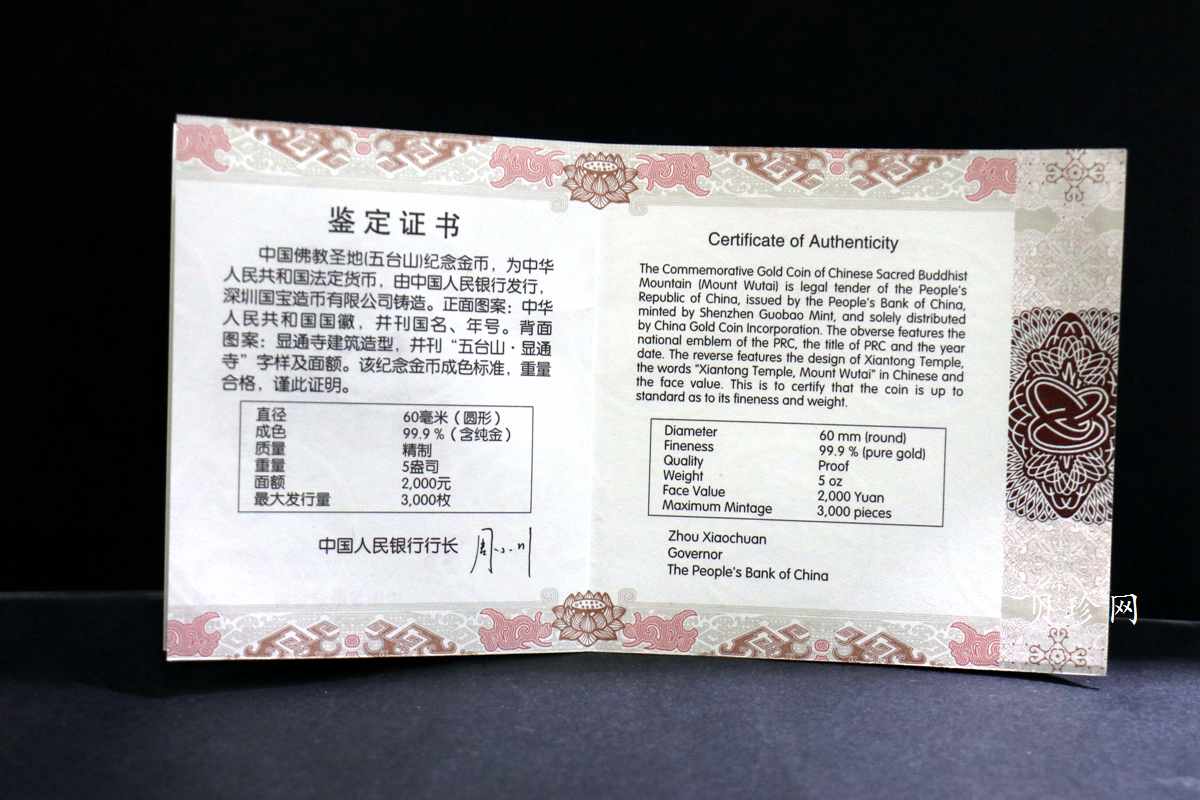 鉴定证书
中国佛教圣地(五台山)纪念金币，为中华
人民共和国法定货币，由中国人民银行发行，
深圳国宝造币有限公司铸造。正面图案：中华
人民共和国国徽，并刊国名、年号。背面
图案：显通寺建筑造型，并刊“五台山·显通
寺”字样及面额。该纪念金币成色标准，重量
合格，谨此证明。
直径 60毫米（圆形）
成色 99.9％（含纯金）
质量 精制
重量 5盎司
面额 2,000元
最大发行量 3,000枚
中国人民银行行长 周小川
Certificate of Authenticity
The Commemorative Gold Coin of Chinese Sacred Buddhist
Mountain (Mount Wutai) is legal tender of the People's
Republic of China, issued by the People's Bank of China,
minted by Shenzhen Guobao Mint, and solely distributed
by China Gold Coin Incorporation. The obverse features the
national emblem of the PRC, the title of PRC and the year
date. The reverse features the design of Xiantong Temple,
the words "Xiantong Temple, Mount Wutai" in Chinese and
the face value. This is to certify that the coin is up to
standard as to its fineness and weight.
Diameter 60 mm (round)
Fineness 99.9 % (pure gold)
Quality Proof
Weight 5 oz
Face Value 2,000 Yuan
Maximum Mintage 3,000 pieces
Zhou Xiaochuan
Governor
The People's Bank of China
贝珍网